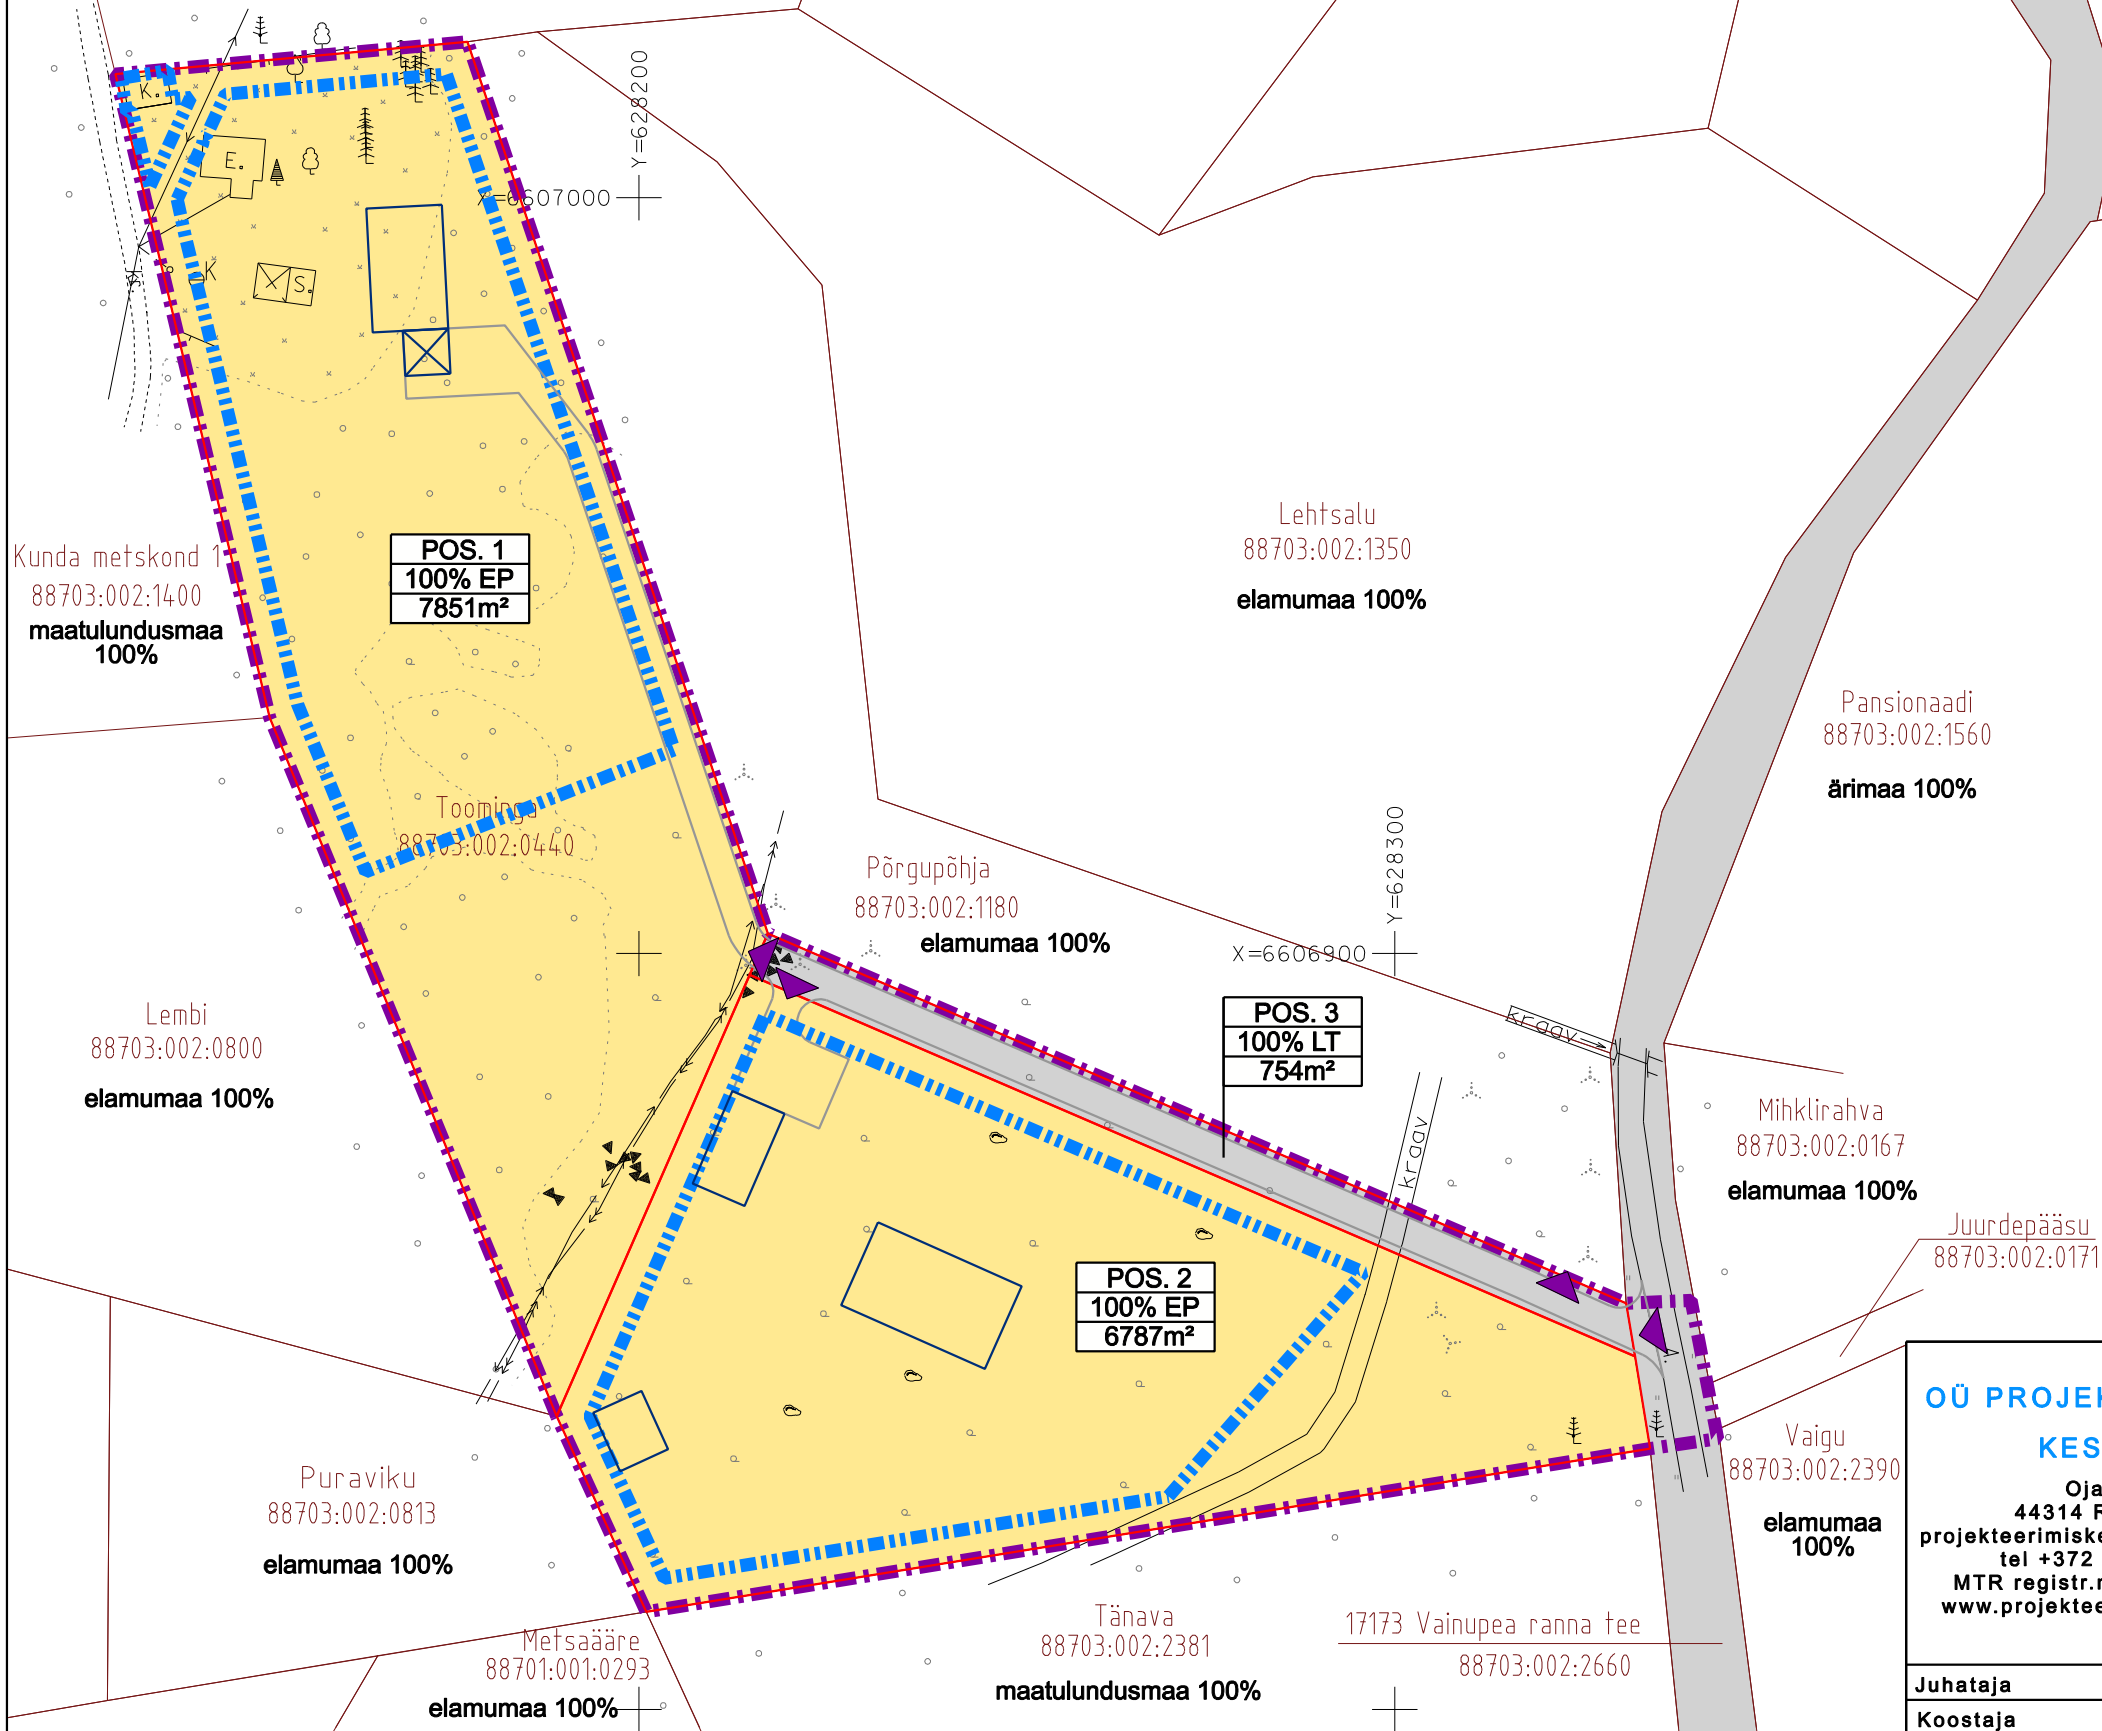 K.
E.
Y=628200
X=6607000
kr.
K
S.
Kunda metskond 1
88703:002:1400
maatulundusmaa
100%
POS. 1
100% EP
7851m²
Lehtsalu
88703:002:1350
elamumaa 100%
Pansionaadi
88703:002:1560
ärimaa 100%
Toominga
88703:002:0440
Põrgupõhja
88703:002:1180
elamumaa 100%
Y=628300
X=6606900
POS. 3
100% LT
754m²
kraav
Lembi
88703:002:0800
elamumaa 100%
kraav
Mihklirahva
88703:002:0167
elamumaa 100%
Juurdepääsu
88703:002:0171
POS. 2
100% EP
6787m²
Puraviku
88703:002:0813
elamumaa 100%
Vaigu
88703:002:2390
elamumaa
100%
Metsaääre
88701:001:0293
elamumaa 100%
Tänava
88703:002:2381
maatulundusmaa 100%
17173 Vainupea ranna tee
88703:002:2660
OÜ PROJEK
KES
Oja
44314 R
projekteerimiske
tel +372
MTR registr.n
www.projektee
Juhataja
Koostaja